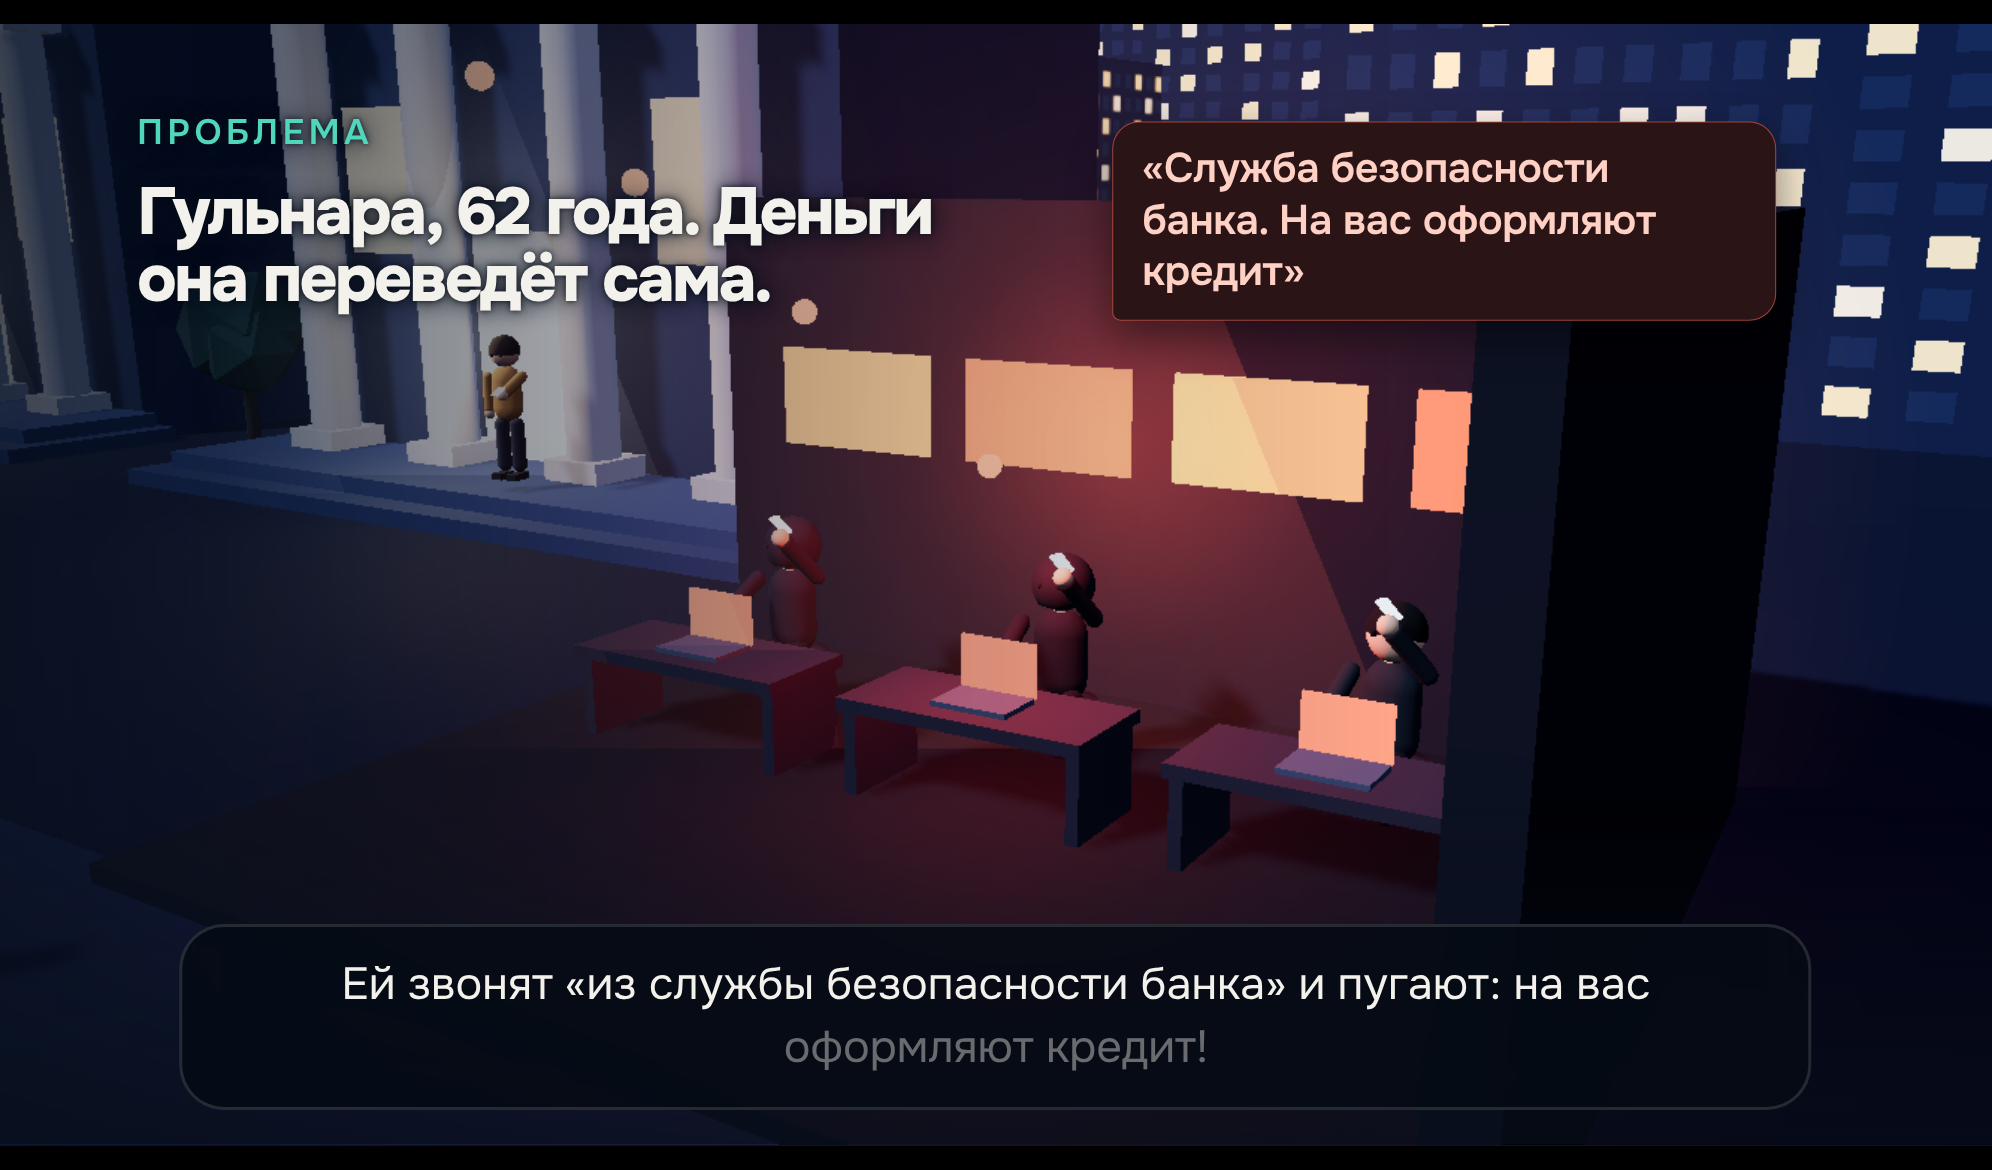 ПРОБЛЕМА
Гульнара, 62 года. Деньги
она переведёт сама.
«Служба безопасности
банка. На вас оформляют
кредит»
Ей звонят «из службы безопасности банка» и пугают: на вас
оформляют кредит!